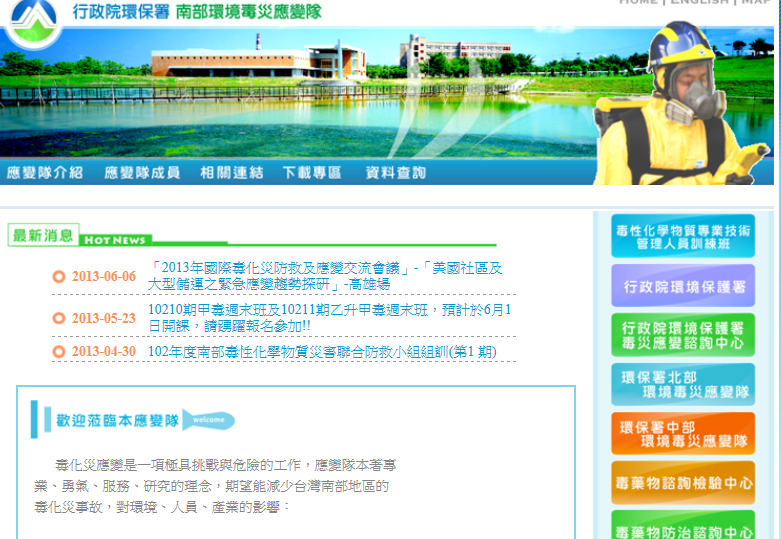 HOME | ENGLISH | MAP
行政院環保署 南部環境毒災應變隊
應變隊介紹 應變隊成員 相關連結 下載專區 資料查詢
最新消息 HOT NEWS
2013-06-06 「2013年國際毒化災防救及應變交流會議」-「美國社區及
大型儲運之緊急應變趨勢探研」-高雄場
2013-05-23 10210期甲毒週末班及10211期乙升甲毒週末班，預計於6月1
日開課，請踴躍報名參加!!
2013-04-30 102年度南部毒性化學物質災害聯合防救小組組訓(第1 期)
歡迎蒞臨本應變隊 welcome
毒化災應變是一項極具挑戰與危險的工作，應變隊本著專
業、勇氣、服務、研究的理念，期望能減少台灣南部地區的
毒化災事故，對環境、人員、產業的影響：
毒性化學物質專業技術
管理人員訓練班
行政院環境保護署
行政院環境保護署
毒災應變諮詢中心
環保署北部
環境毒災應變隊
環保署中部
環境毒災應變隊
毒藥物諮詢檢驗中心
毒藥物防治諮詢中心